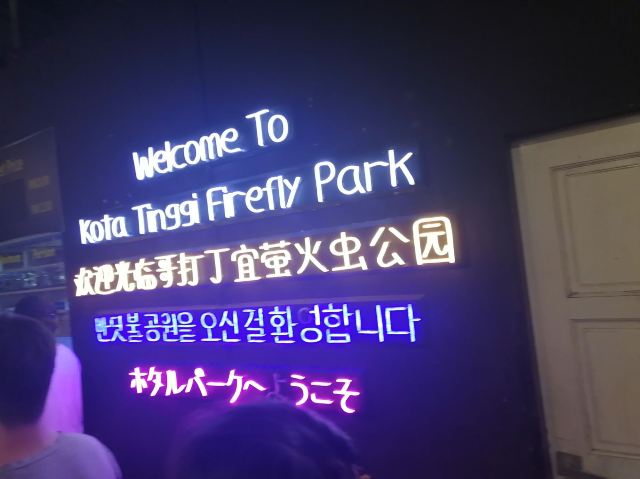 Welcome To
Kota Tinggi Firefly Park
欢迎光临哥打丁宜萤火虫公园
반딧불 공원을 오신걸 환영합니다
ホタルパークへようこそ